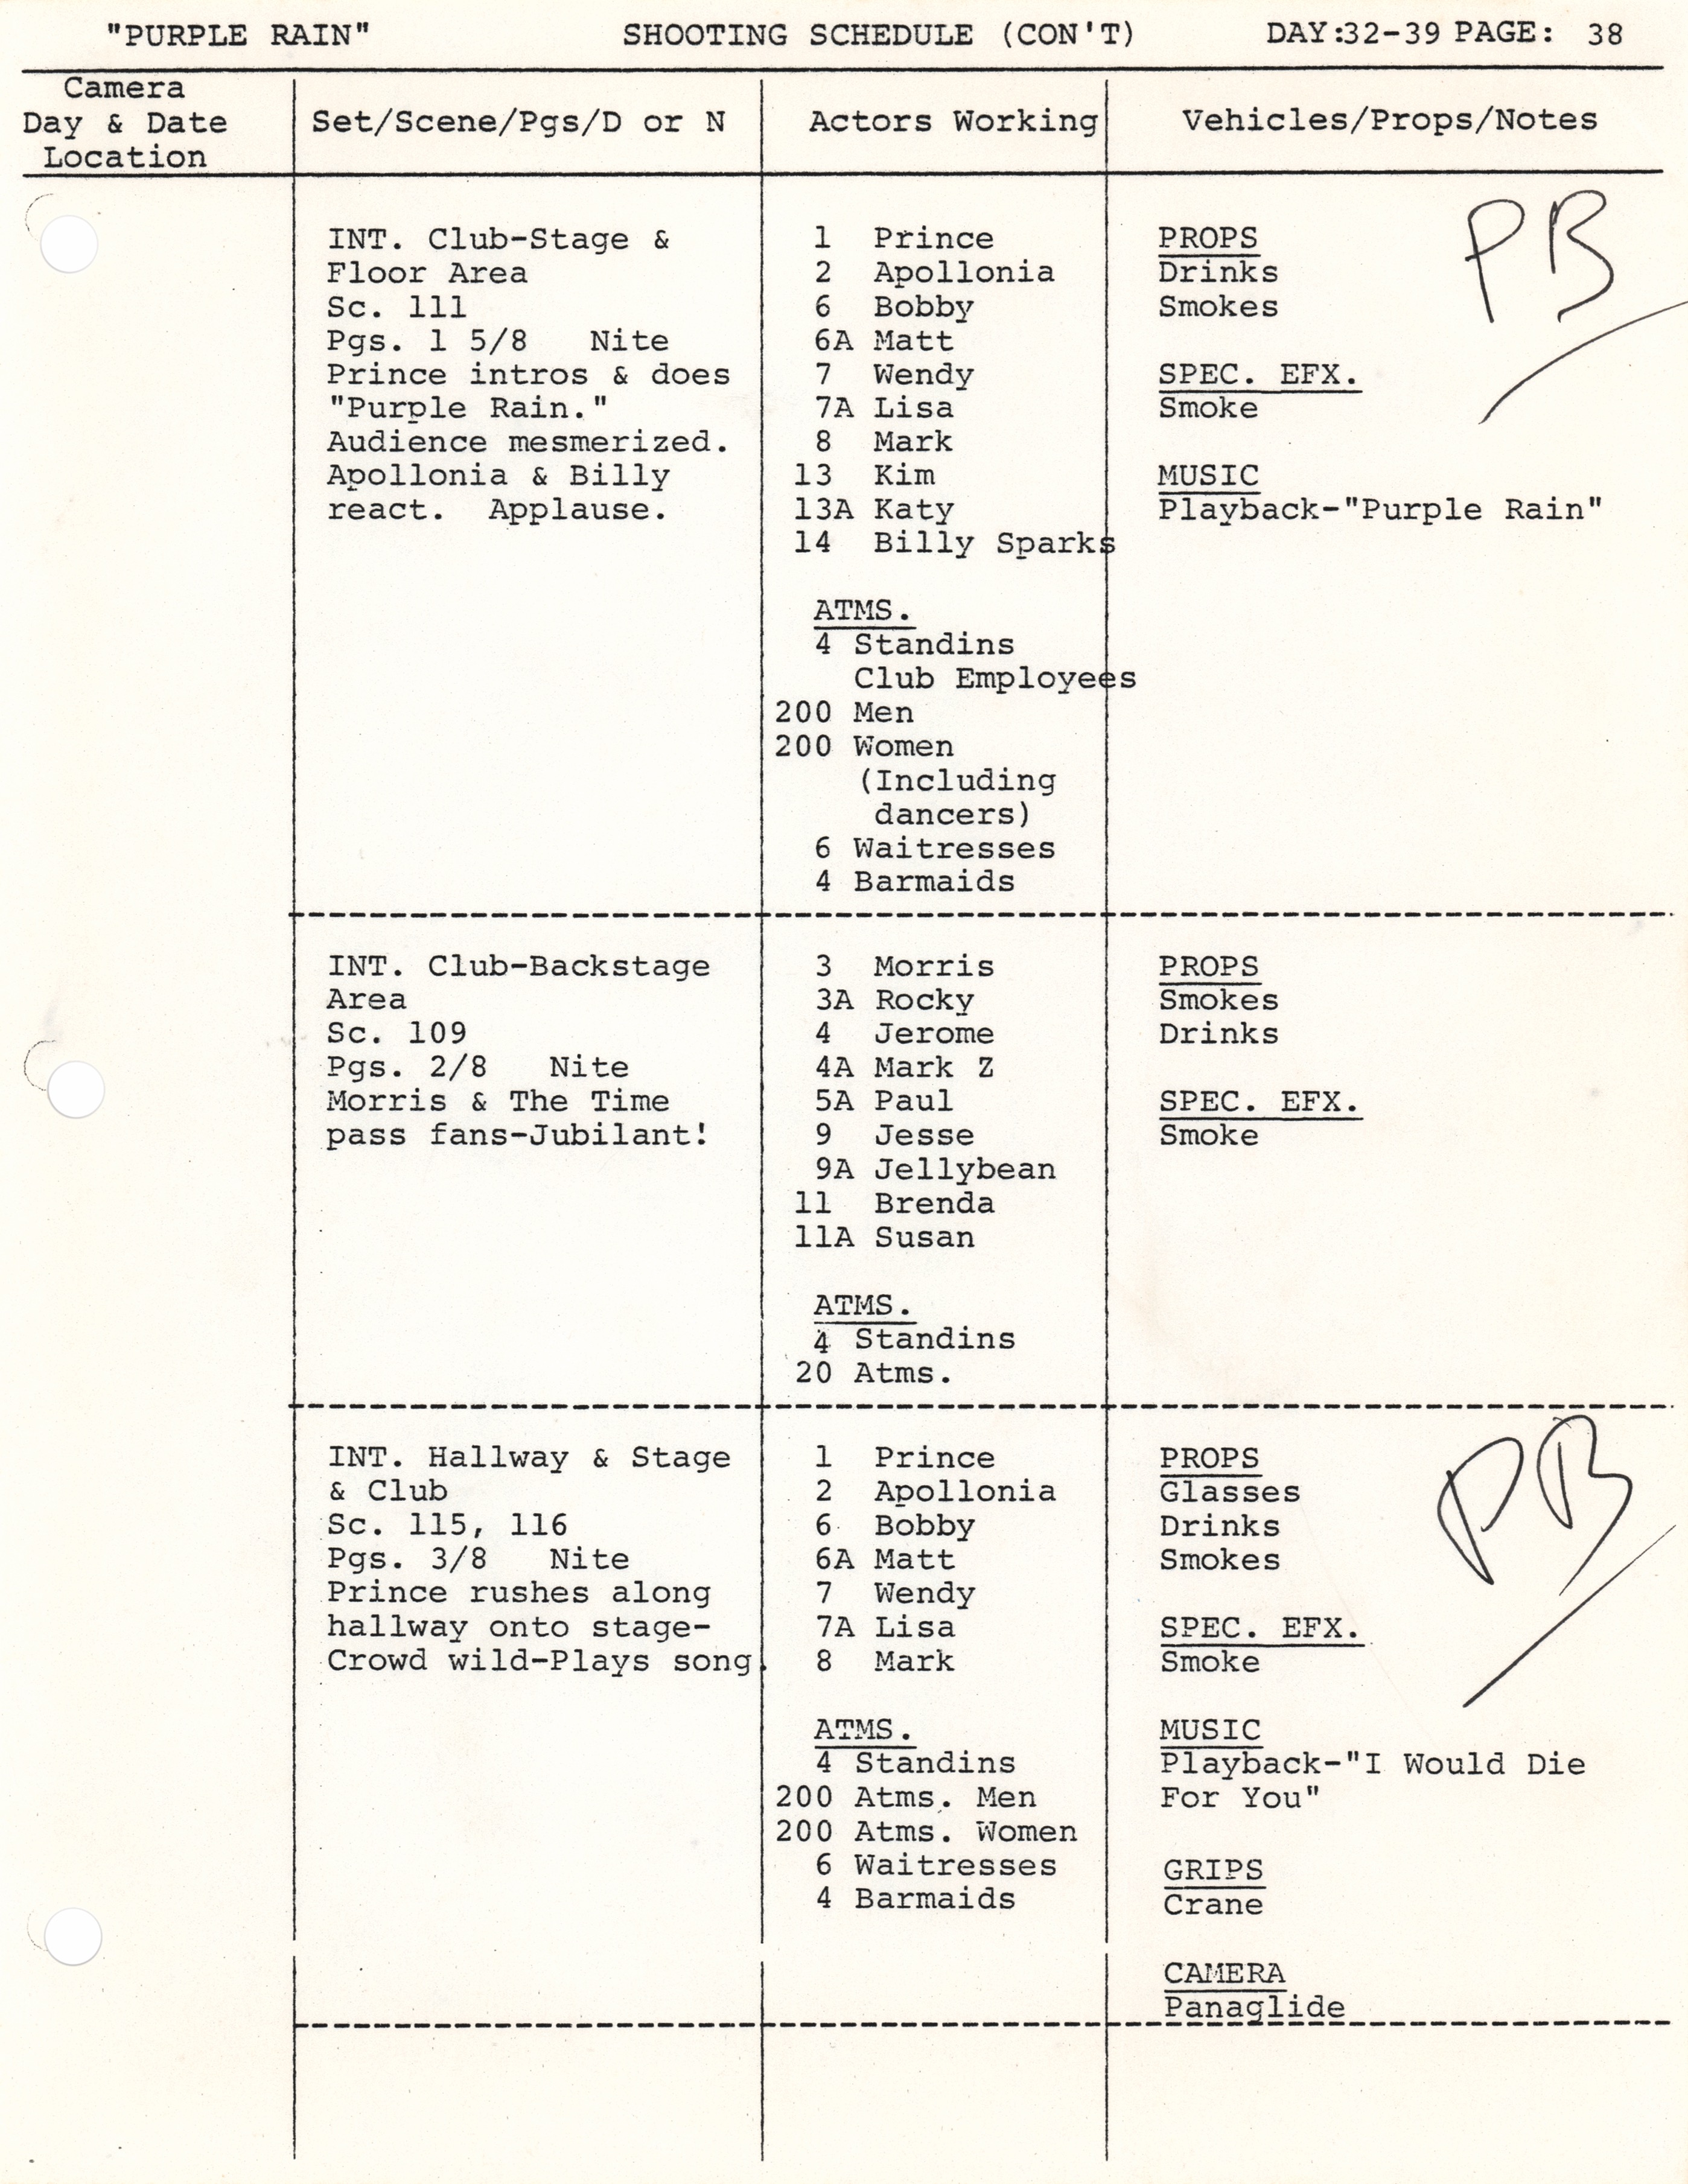 "PURPLE RAIN" SHOOTING SCHEDULE (CON'T) DAY:32-39 PAGE: 38
Camera
Day & Date
Location
Set/Scene/Pgs/D or N
Actors Working
Vehicles/Props/Notes
INT. Club-Stage &
Floor Area
Sc. 111
Pgs. 1 5/8 Nite
Prince intros & does
"Purple Rain."
Audience mesmerized.
Apollonia & Billy
react. Applause.
1 Prince
2 Apollonia
6 Bobby
6A Matt
7 Wendy
7A Lisa
8 Mark
13 Kim
13A Katy
14 Billy Sparks
ATMS.
4 Standins
Club Employees
200 Men
200 Women
(Including
dancers)
6 Waitresses
4 Barmaids
PROPS
Drinks
Smokes
SPEC. EFX.
Smoke
MUSIC
Playback-"Purple Rain"
PB
INT. Club-Backstage
Area
Sc. 109
Pgs. 2/8 Nite
Morris & The Time
pass fans-Jubilant!
3 Morris
3A Rocky
4 Jerome
4A Mark Z
5A Paul
9 Jesse
9A Jellybean
11 Brenda
11A Susan
ATMS.
4 Standins
20 Atms.
PROPS
Smokes
Drinks
SPEC. EFX.
Smoke
INT. Hallway & Stage
& Club
Sc. 115, 116
Pgs. 3/8 Nite
Prince rushes along
hallway onto stage-
Crowd wild-Plays song.
1 Prince
2 Apollonia
6 Bobby
6A Matt
7 Wendy
7A Lisa
8 Mark
ATMS.
4 Standins
200 Atms. Men
200 Atms. Women
6 Waitresses
4 Barmaids
PROPS
Glasses
Drinks
Smokes
SPEC. EFX.
Smoke
MUSIC
Playback-"I Would Die
For You"
GRIPS
Crane
CAMERA
Panaglide
PB